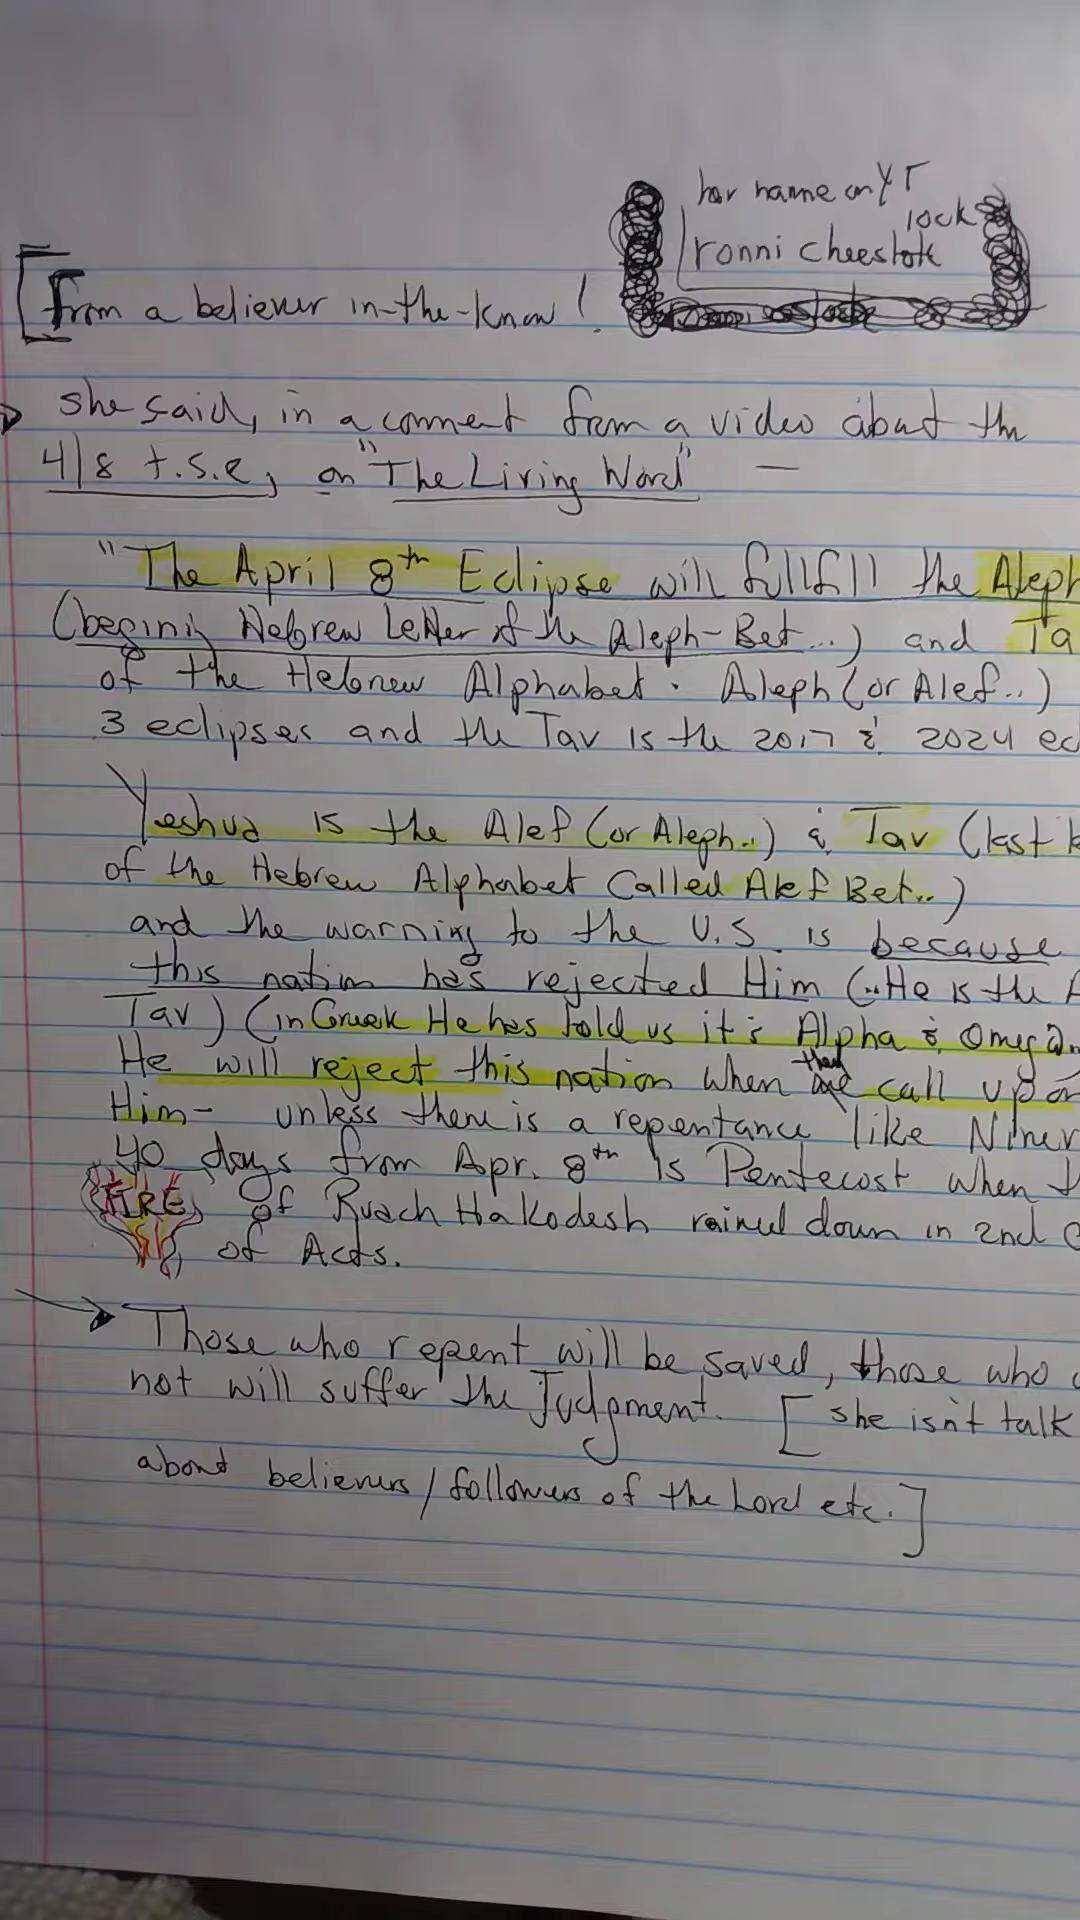 her name on YT
ronni cheestok
lock
[from a believer in-the-know!
she said, in a comment from a video about the
4/8 t.s.e, on "The Living Word" —
"The April 8th Eclipse will fullfill the Aleph
(begining Hebrew Letter of the Aleph-Bet...) and Ta
of the Hebrew Alphabet. Aleph (or Alef..)
3 eclipses and the Tav is the 2017 & 2024 ec
Yeshua is the Alef (or Aleph..) & Tav (last
of the Hebrew Alphabet Called Alef Bet..)
and the warning to the U.S. is because
this nation has rejected Him (..He is the A
Tav) (in Greek He has told us it's Alpha & Omega..
He will reject this nation when they call upon
Him- unless there is a repentance like Ninev
40 days from Apr. 8th is Pentecost when t
FIRE of Ruach HaKodesh rained down in 2nd C
of Acts.
→ Those who repent will be saved, those who
not will suffer the Judgment. [she isn't talk
about believers/followers of the Lord etc.]